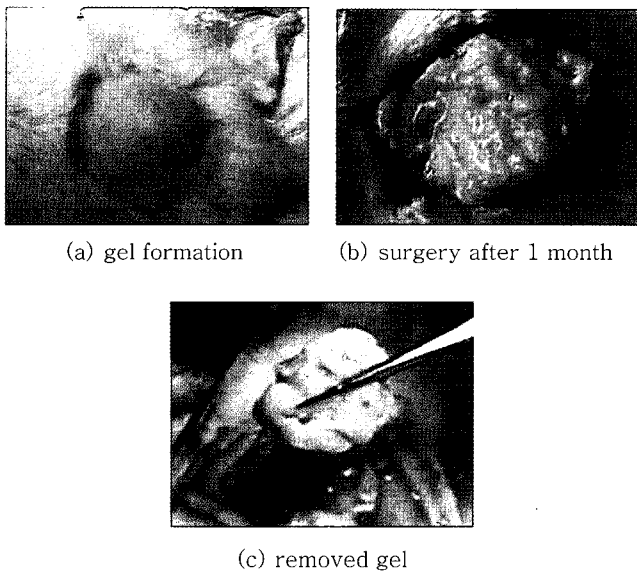 (a) gel formation
(b) surgery after 1 month
(c) removed gel